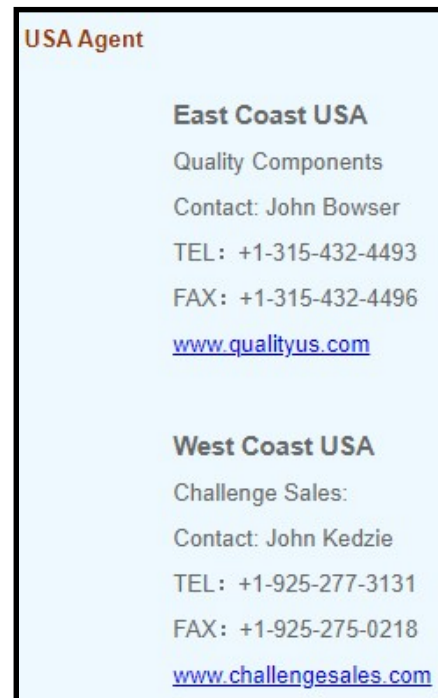 USA Agent
East Coast USA
Quality Components
Contact: John Bowser
TEL：+1-315-432-4493
FAX：+1-315-432-4496
www.qualityus.com
West Coast USA
Challenge Sales:
Contact: John Kedzie
TEL：+1-925-277-3131
FAX：+1-925-275-0218
www.challengesales.com